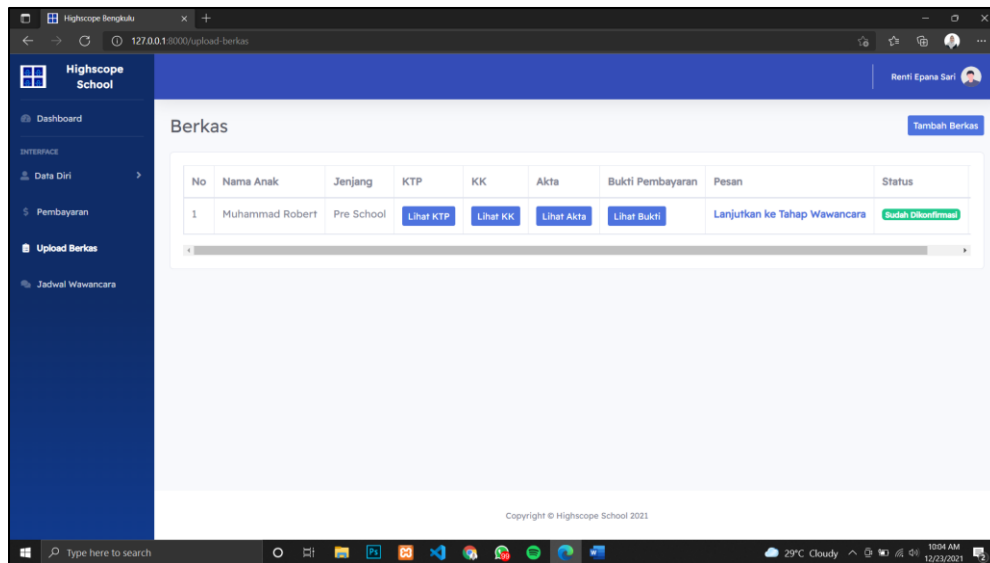 Highscope Bengkulu
127.0.0.1:8000/upload-berkas
Highscope
School
Renti Epana Sari
Dashboard
INTERFACE
Data Diri
Pembayaran
Upload Berkas
Jadwal Wawancara
Berkas
Tambah Berkas
No Nama Anak Jenjang KTP KK Akta Bukti Pembayaran Pesan Status
1 Muhammad Robert Pre School Lihat KTP Lihat KK Lihat Akta Lihat Bukti Lanjutkan ke Tahap Wawancara Sudah Dikonfirmasi
Copyright © Highscope School 2021
Type here to search
Ps
29°C Cloudy
10:04 AM
12/23/2021